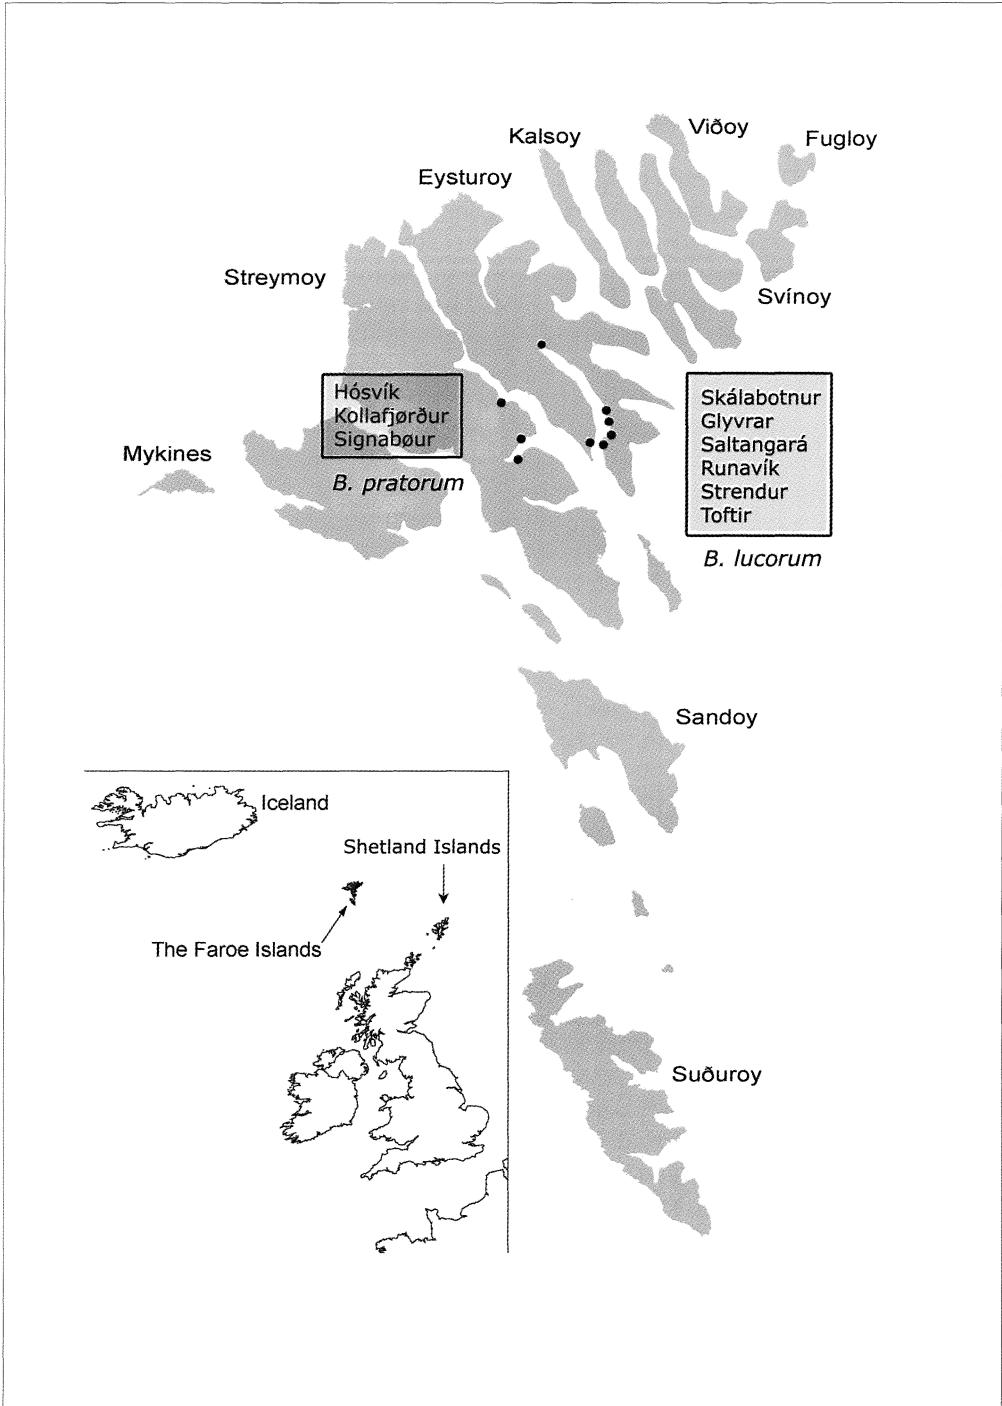 Viðoy
Kalsoy
Fugloy
Eysturoy
Streymoy
Svínoy
Hósvík
Kollafjørður
Signabøur
B. pratorum
Mykines
Skálabotnur
Glyvrar
Saltangará
Runavík
Strendur
Toftir
B. lucorum
Sandoy
Iceland
Shetland Islands
The Faroe Islands
Suðuroy